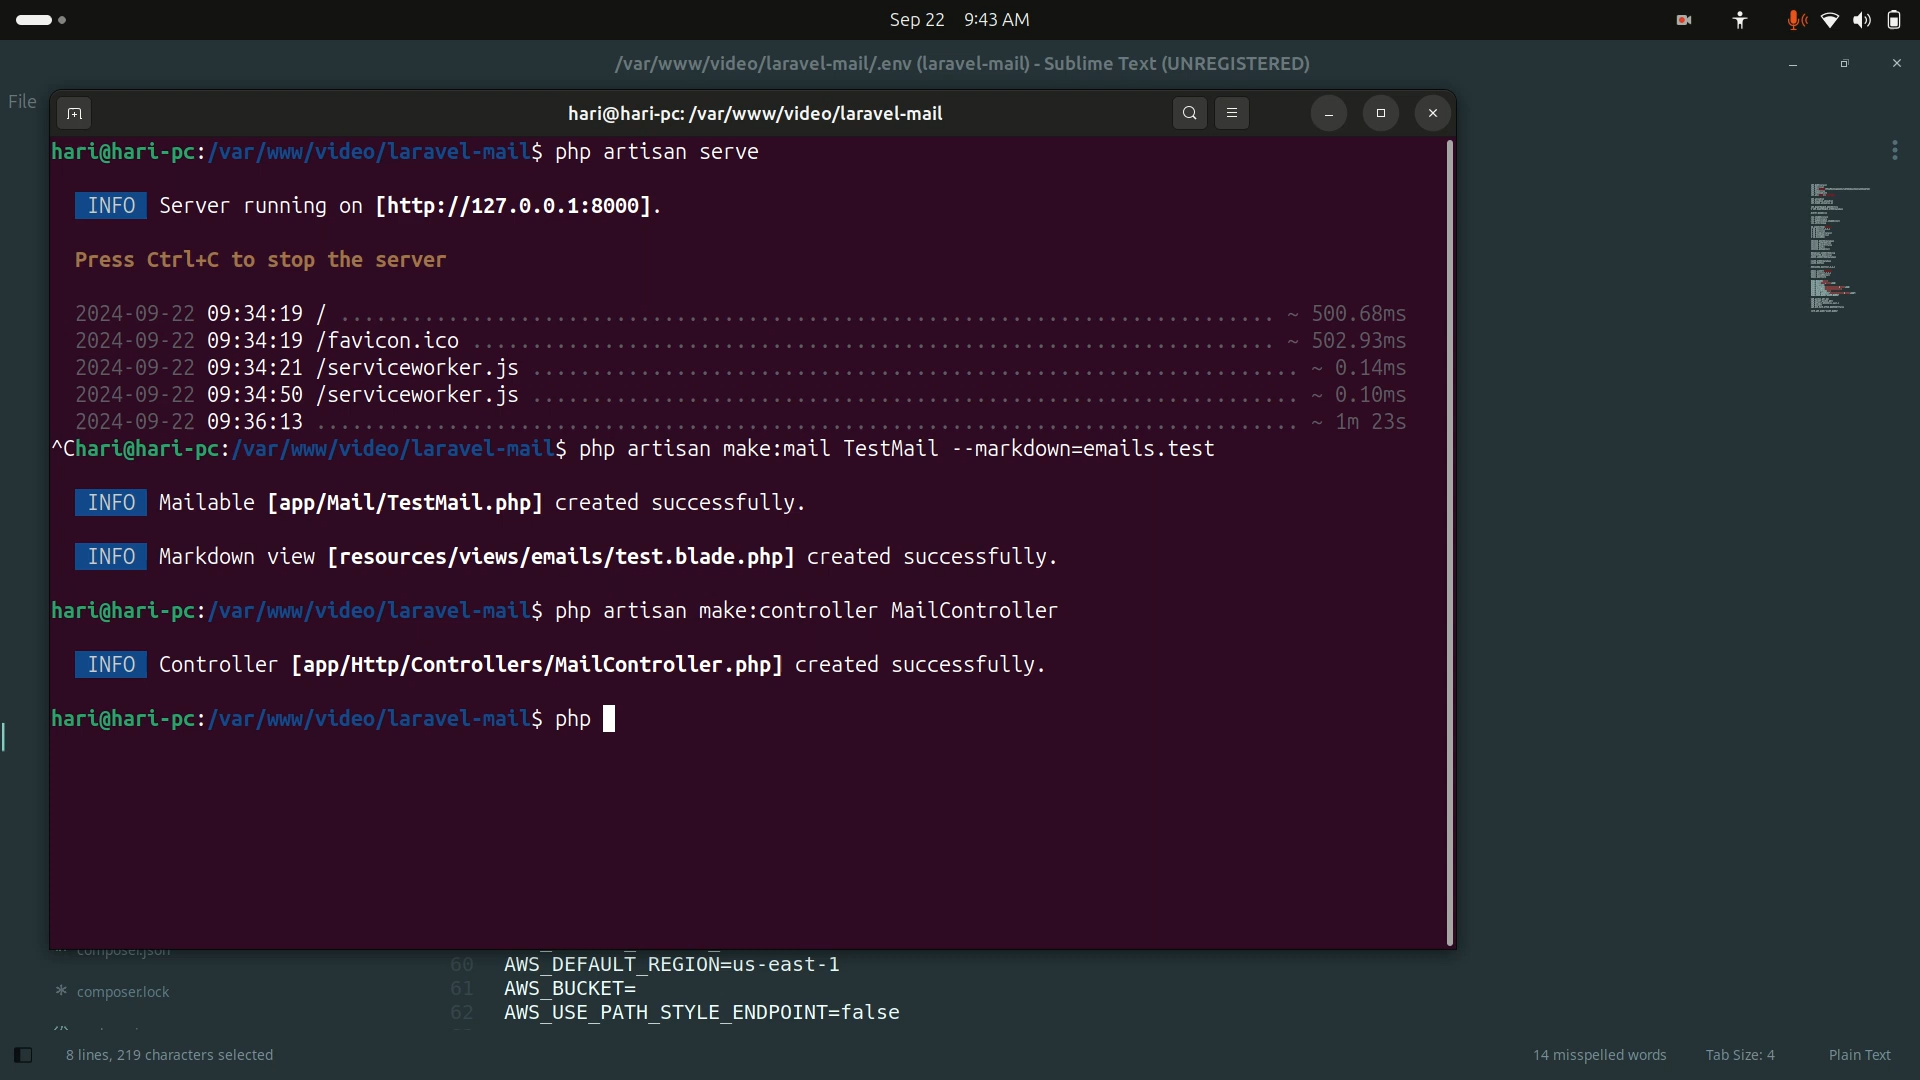 Sep 22 9:43 AM
/var/www/video/laravel-mail/.env (laravel-mail) - Sublime Text (UNREGISTERED)
File
hari@hari-pc: /var/www/video/laravel-mail
hari@hari-pc:/var/www/video/laravel-mail$ php artisan serve
INFO Server running on [http://127.0.0.1:8000].
Press Ctrl+C to stop the server
2024-09-22 09:34:19 / .............................................................................. ~ 500.68ms
2024-09-22 09:34:19 /favicon.ico ................................................................... ~ 502.93ms
2024-09-22 09:34:21 /serviceworker.js ................................................................ ~ 0.14ms
2024-09-22 09:34:50 /serviceworker.js ................................................................ ~ 0.10ms
2024-09-22 09:36:13 .................................................................................. ~ 1m 23s
^Chari@hari-pc:/var/www/video/laravel-mail$ php artisan make:mail TestMail --markdown=emails.test
INFO Mailable [app/Mail/TestMail.php] created successfully.
INFO Markdown view [resources/views/emails/test.blade.php] created successfully.
hari@hari-pc:/var/www/video/laravel-mail$ php artisan make:controller MailController
INFO Controller [app/Http/Controllers/MailController.php] created successfully.
hari@hari-pc:/var/www/video/laravel-mail$ php
composer.json
60 AWS_DEFAULT_REGION=us-east-1
* composer.lock
61 AWS_BUCKET=
62 AWS_USE_PATH_STYLE_ENDPOINT=false
8 lines, 219 characters selected
14 misspelled words
Tab Size: 4
Plain Text